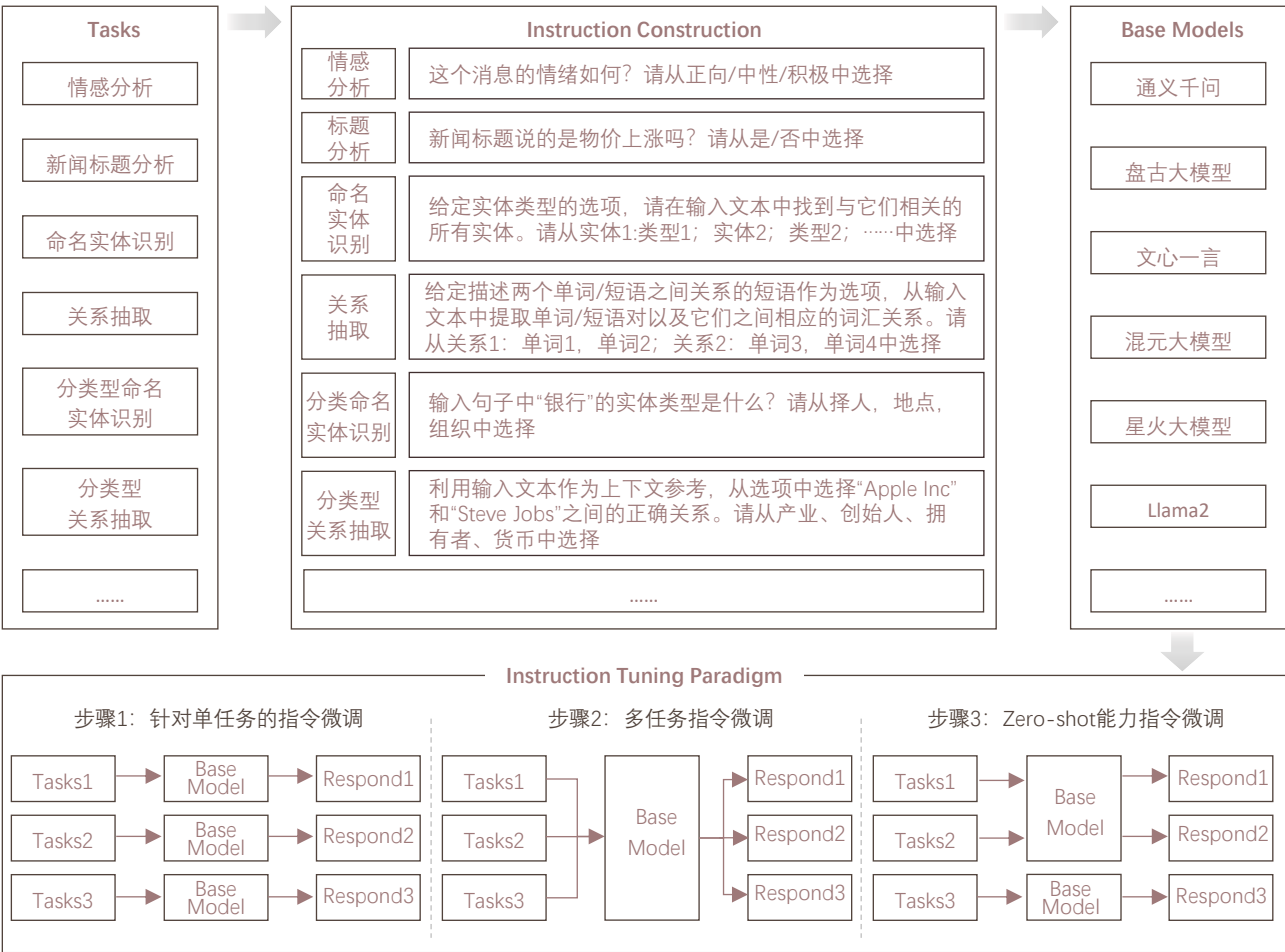 Tasks
情感分析
新闻标题分析
命名实体识别
关系抽取
分类型命名
实体识别
分类型
关系抽取
......
Instruction Construction
情感
分析
这个消息的情绪如何？请从正向/中性/积极中选择
标题
分析
新闻标题说的是物价上涨吗？请从是/否中选择
命名
实体
识别
给定实体类型的选项，请在输入文本中找到与它们相关的
所有实体。请从实体1:类型1；实体2；类型2；……中选择
关系
抽取
给定描述两个单词/短语之间关系的短语作为选项，从输入
文本中提取单词/短语对以及它们之间相应的词汇关系。请
从关系1：单词1，单词2；关系2：单词3，单词4中选择
分类命名
实体识别
输入句子中“银行”的实体类型是什么？请从择人，地点，
组织中选择
分类型
关系抽取
利用输入文本作为上下文参考，从选项中选择“Apple Inc”
和“Steve Jobs”之间的正确关系。请从产业、创始人、拥
有者、货币中选择
......
Base Models
通义千问
盘古大模型
文心一言
混元大模型
星火大模型
Llama2
......
Instruction Tuning Paradigm
步骤1：针对单任务的指令微调
Tasks1
Base
Model
Respond1
Tasks2
Base
Model
Respond2
Tasks3
Base
Model
Respond3
步骤2：多任务指令微调
Tasks1
Tasks2
Tasks3
Base
Model
Respond1
Respond2
Respond3
步骤3：Zero-shot能力指令微调
Tasks1
Tasks2
Base
Model
Respond1
Respond2
Tasks3
Base
Model
Respond3